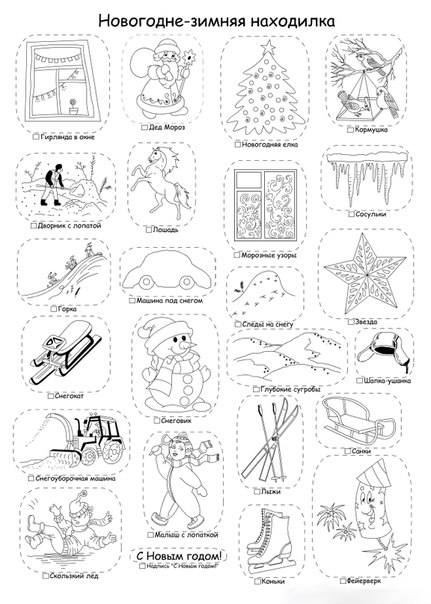 Новогодне-зимняя находилка
Гирлянда в окне
Дед Мороз
Новогодняя елка
Кормушка
Дворник с лопатой
Лошадь
Морозные узоры
Сосульки
Горка
Машина под снегом
Следы на снегу
Звезда
Снегокат
Снеговик
Глубокие сугробы
Шапка-ушанка
Снегоуборочная машина
Малыш с лопаткой
Лыжи
Санки
Скользкий лед
С Новым годом!
Надпись "С Новым годом!"
Коньки
Фейерверк